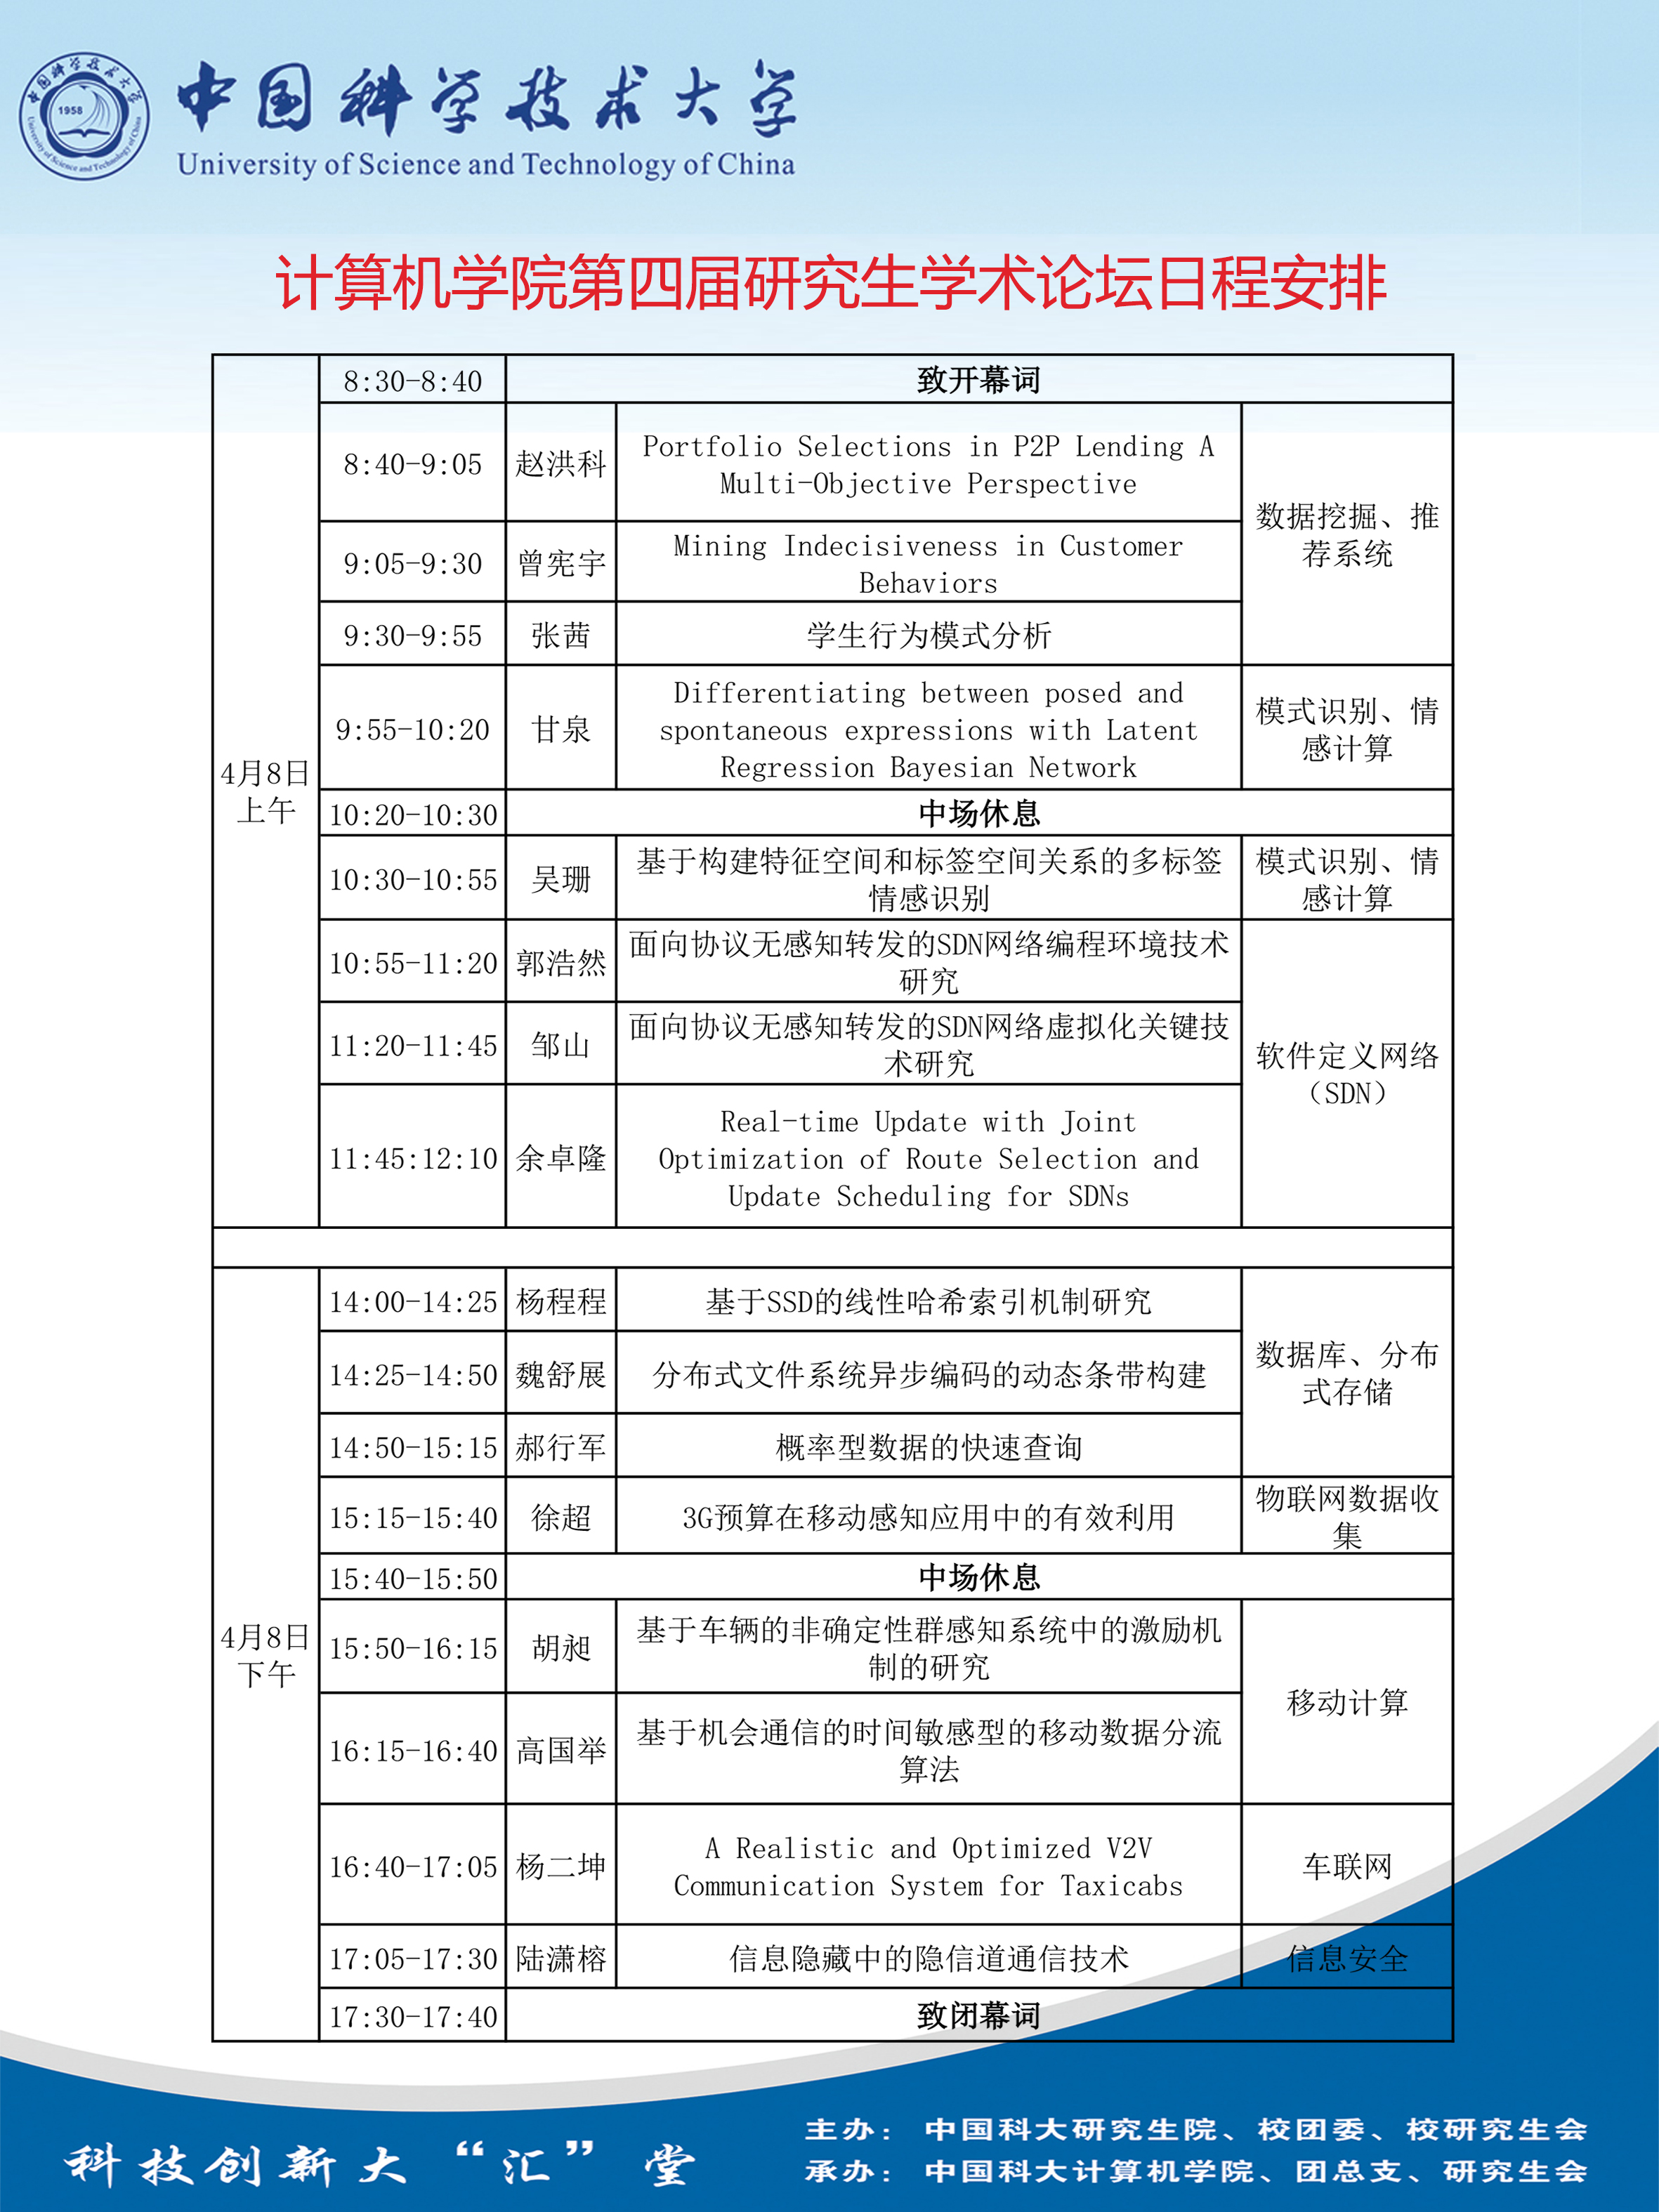 中国科学技术大学
1958
University of Science and Technology of China
中国科学技术大学
University of Science and Technology of China
计算机学院第四届研究生学术论坛日程安排
4月8日
上午
8:30-8:40
致开幕词
8:40-9:05
赵洪科
Portfolio Selections in P2P Lending A
Multi-Objective Perspective
数据挖掘、推
荐系统
9:05-9:30
曾宪宇
Mining Indecisiveness in Customer
Behaviors
9:30-9:55
张茜
学生行为模式分析
9:55-10:20
甘泉
Differentiating between posed and
spontaneous expressions with Latent
Regression Bayesian Network
模式识别、情
感计算
10:20-10:30
中场休息
10:30-10:55
吴珊
基于构建特征空间和标签空间关系的多标签
情感识别
模式识别、情
感计算
10:55-11:20
郭浩然
面向协议无感知转发的SDN网络编程环境技术
研究
软件定义网络
（SDN）
11:20-11:45
邹山
面向协议无感知转发的SDN网络虚拟化关键技
术研究
11:45:12:10
余卓隆
Real-time Update with Joint
Optimization of Route Selection and
Update Scheduling for SDNs
4月8日
下午
14:00-14:25
杨程程
基于SSD的线性哈希索引机制研究
数据库、分布
式存储
14:25-14:50
魏舒展
分布式文件系统异步编码的动态条带构建
14:50-15:15
郝行军
概率型数据的快速查询
15:15-15:40
徐超
3G预算在移动感知应用中的有效利用
物联网数据收
集
15:40-15:50
中场休息
15:50-16:15
胡昶
基于车辆的非确定性群感知系统中的激励机
制的研究
移动计算
16:15-16:40
高国举
基于机会通信的时间敏感型的移动数据分流
算法
16:40-17:05
杨二坤
A Realistic and Optimized V2V
Communication System for Taxicabs
车联网
17:05-17:30
陆潇榕
信息隐藏中的隐信道通信技术
信息安全
17:30-17:40
致闭幕词
科技创新大“汇”堂
主办：中国科大研究生院、校团委、校研究生会
承办：中国科大计算机学院、团总支、研究生会